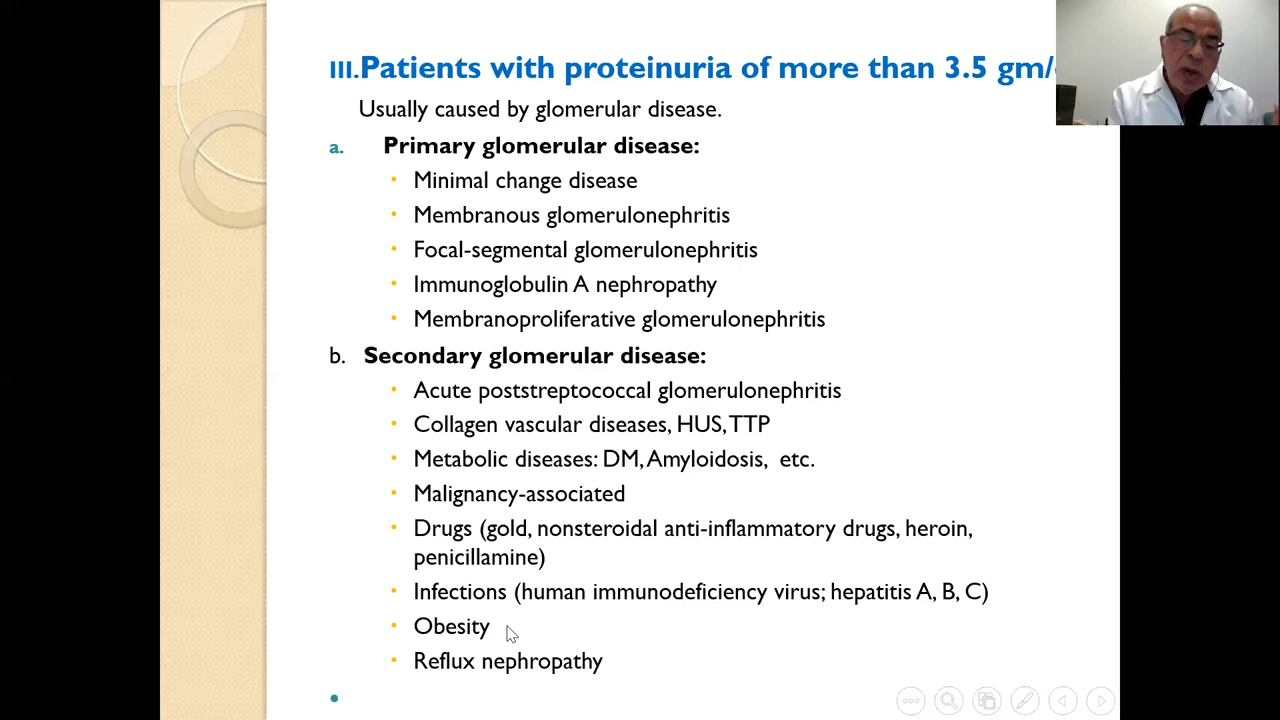 III.Patients with proteinuria of more than 3.5 gm/
Usually caused by glomerular disease.
a. Primary glomerular disease:
• Minimal change disease
• Membranous glomerulonephritis
• Focal-segmental glomerulonephritis
• Immunoglobulin A nephropathy
• Membranoproliferative glomerulonephritis
b. Secondary glomerular disease:
• Acute poststreptococcal glomerulonephritis
• Collagen vascular diseases, HUS, TTP
• Metabolic diseases: DM, Amyloidosis, etc.
• Malignancy-associated
• Drugs (gold, nonsteroidal anti-inflammatory drugs, heroin,
penicillamine)
• Infections (human immunodeficiency virus; hepatitis A, B, C)
• Obesity
• Reflux nephropathy
•